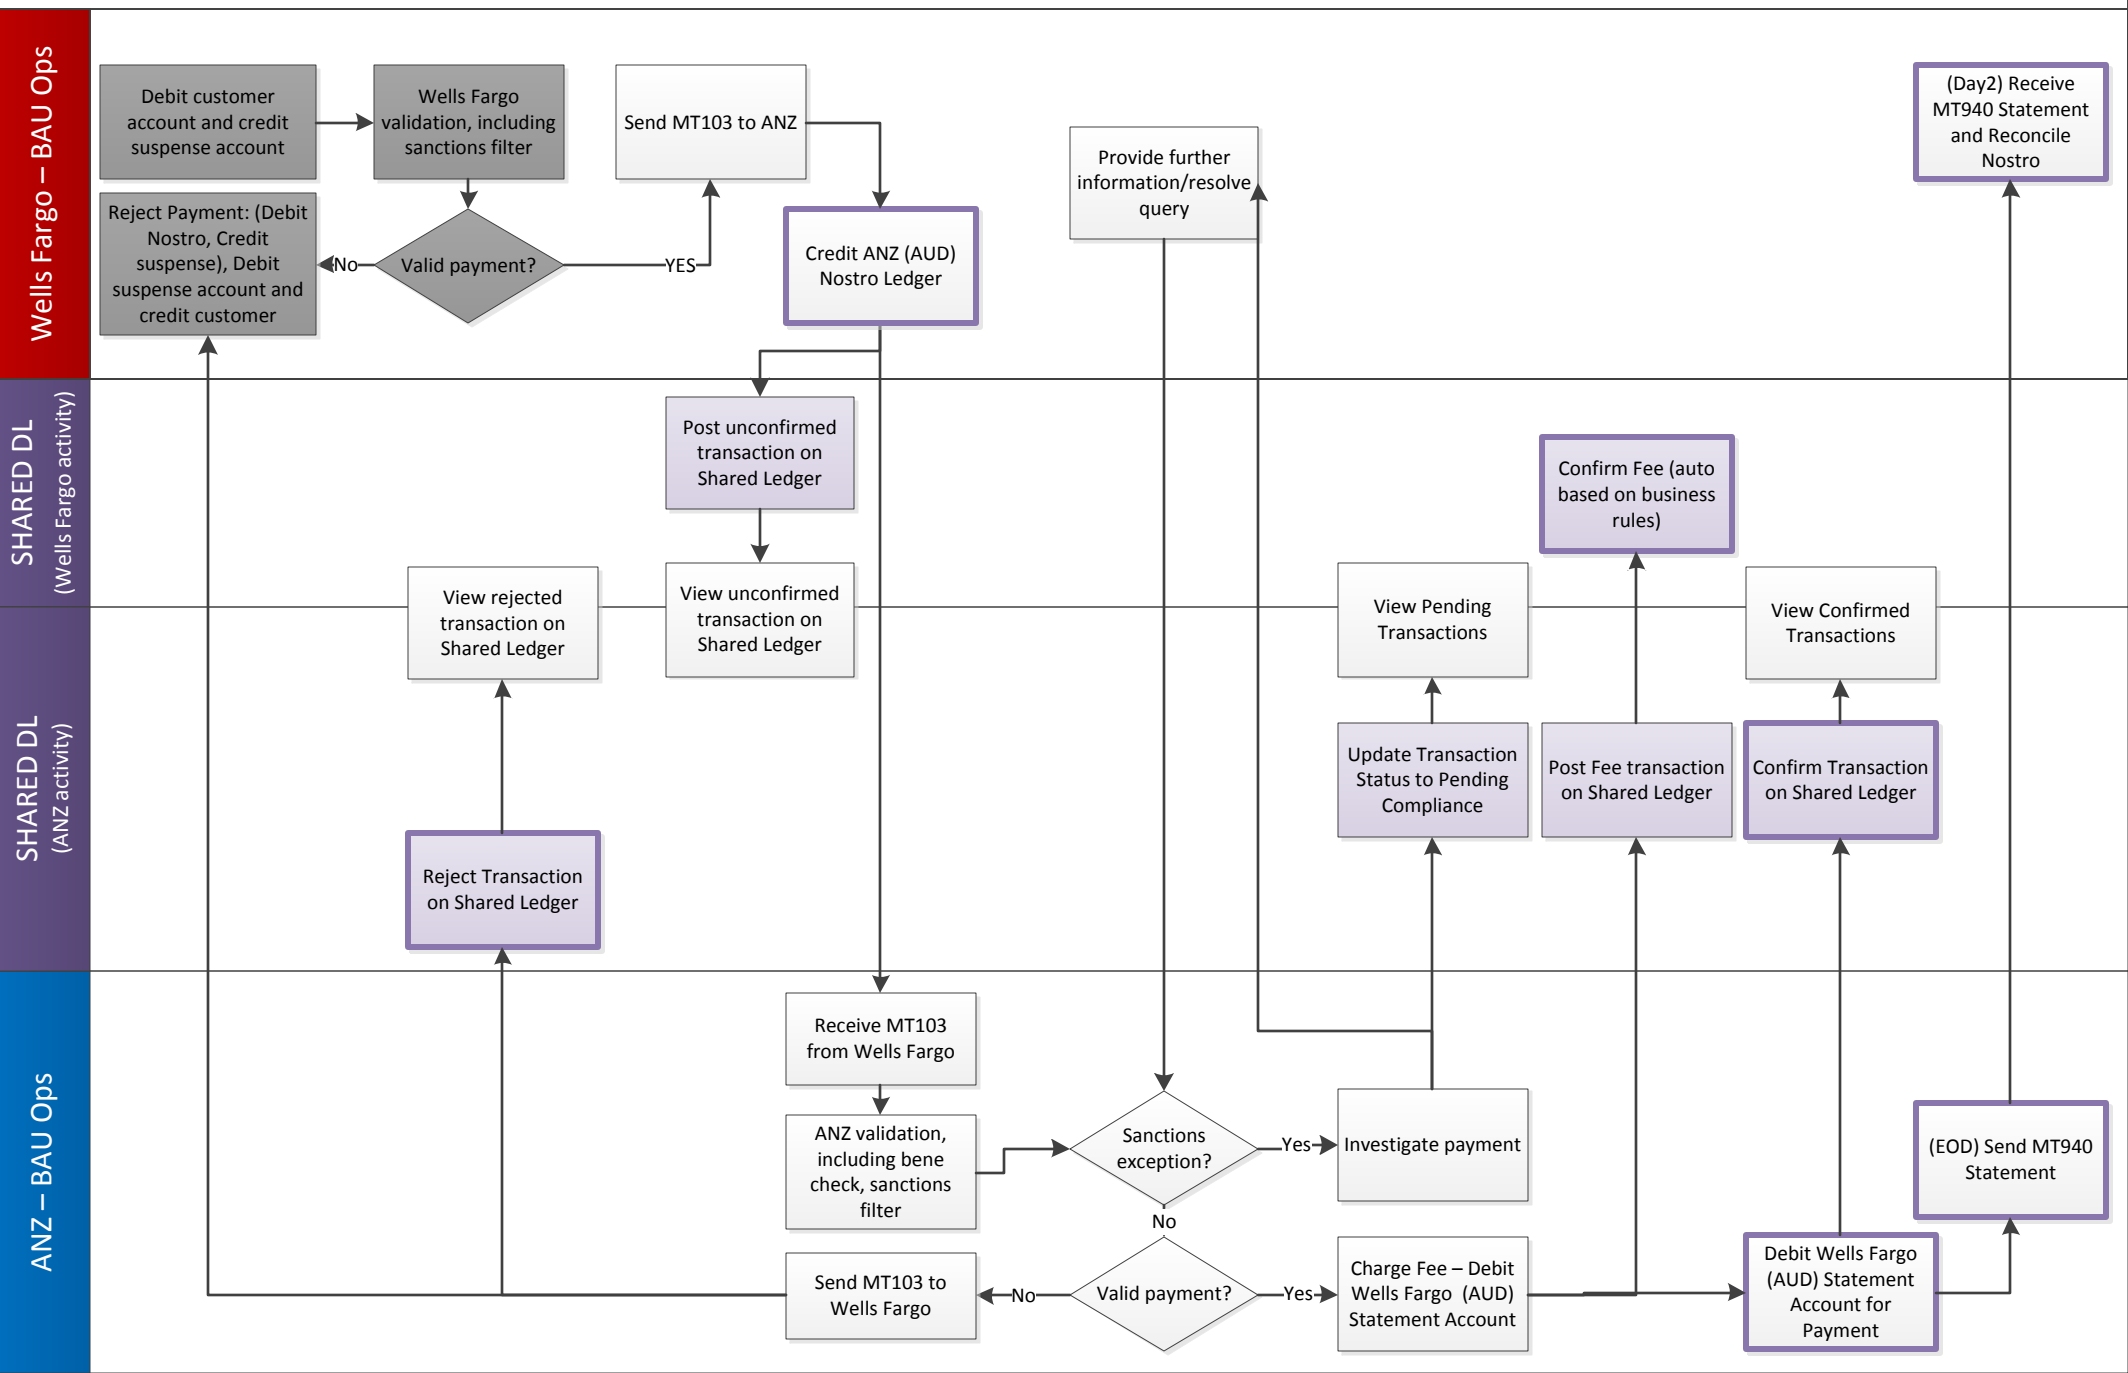 Wells Fargo – BAU Ops
Debit customer
account and credit
suspense account
Wells Fargo
validation, including
sanctions filter
Send MT103 to ANZ
Provide further
information/resolve
query
(Day2) Receive
MT940 Statement
and Reconcile
Nostro
Reject Payment: (Debit
Nostro, Credit
suspense), Debit
suspense account and
credit customer
No
Valid payment?
YES
Credit ANZ (AUD)
Nostro Ledger
SHARED DL
(Wells Fargo activity)
Post unconfirmed
transaction on
Shared Ledger
Confirm Fee (auto
based on business
rules)
View rejected
transaction on
Shared Ledger
View unconfirmed
transaction on
Shared Ledger
View Pending
Transactions
View Confirmed
Transactions
SHARED DL
(ANZ activity)
Update Transaction
Status to Pending
Compliance
Post Fee transaction
on Shared Ledger
Confirm Transaction
on Shared Ledger
Reject Transaction
on Shared Ledger
ANZ – BAU Ops
Receive MT103
from Wells Fargo
ANZ validation,
including bene
check, sanctions
filter
Sanctions
exception?
Yes
Investigate payment
(EOD) Send MT940
Statement
No
Send MT103 to
Wells Fargo
No
Valid payment?
Yes
Charge Fee – Debit
Wells Fargo (AUD)
Statement Account
Debit Wells Fargo
(AUD) Statement
Account for
Payment